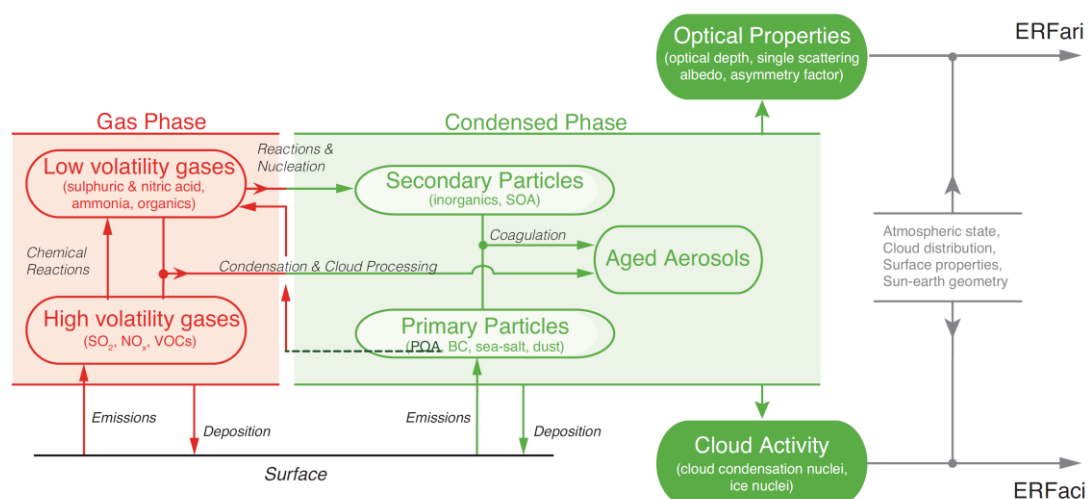 Optical Properties
(optical depth, single scattering
albedo, asymmetry factor)
ERFari
Gas Phase
Condensed Phase
Reactions &
Nucleation
Low volatility gases
(sulphuric & nitric acid,
ammonia, organics)
Secondary Particles
(inorganics, SOA)
Chemical
Reactions
Coagulation
Condensation & Cloud Processing
Aged Aerosols
Atmospheric state,
Cloud distribution,
Surface properties,
Sun-earth geometry
High volatility gases
(SO₂, NOₓ, VOCs)
Primary Particles
(POA, BC, sea-salt, dust)
Emissions
Deposition
Emissions
Deposition
Surface
Cloud Activity
(cloud condensation nuclei,
ice nuclei)
ERFaci